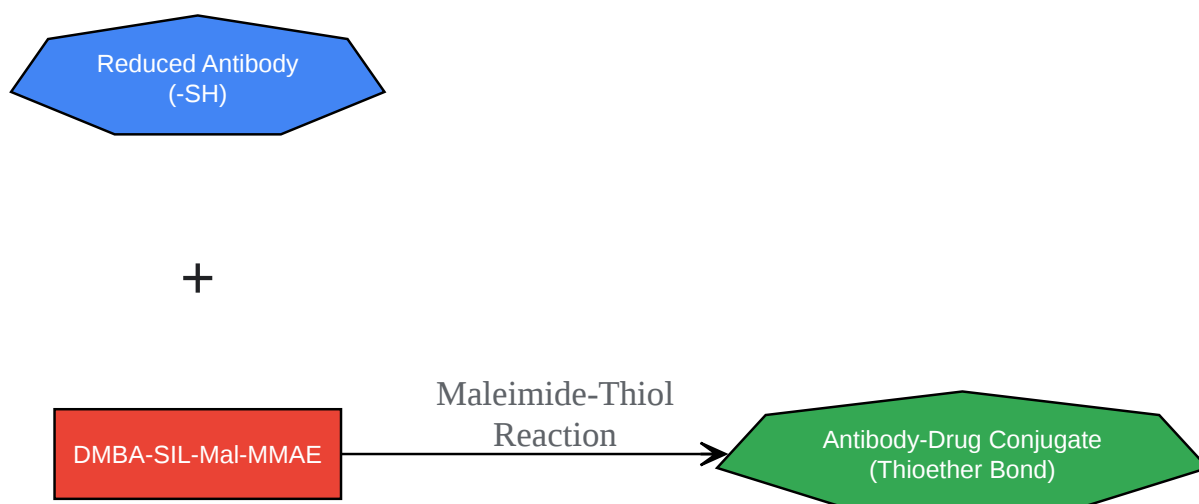 Reduced Antibody
(-SH)
+
Maleimide-Thiol
Reaction
DMBA-SIL-Mal-MMAE
Antibody-Drug Conjugate
(Thioether Bond)